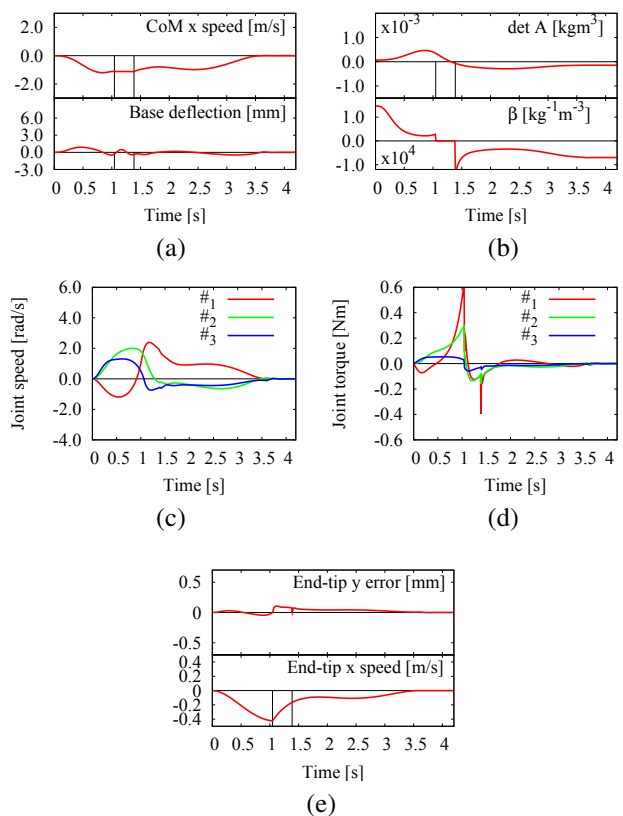 CoM x speed [m/s]
0.0
-2.0
Base deflection [mm]
6.0
3.0
0.0
-3.0
0 0.5 1 1.5 2 2.5 3 3.5 4
Time [s]
(a)
x10⁻³ det A [kgm³]
1.0
0.0
-1.0
β [kg⁻¹m⁻³]
1.0
0.0
-1.0
x10⁴
0 0.5 1 1.5 2 2.5 3 3.5 4
Time [s]
(b)
Joint speed [rad/s]
6.0
4.0
2.0
0.0
-2.0
-4.0
#₁
#₂
#₃
0 0.5 1 1.5 2 2.5 3 3.5 4
Time [s]
(c)
Joint torque [Nm]
0.6
0.4
0.2
0
-0.2
-0.4
-0.6
#₁
#₂
#₃
0 0.5 1 1.5 2 2.5 3 3.5 4
Time [s]
(d)
End-tip y error [mm]
0.5
0
-0.5
End-tip x speed [m/s]
0.4
0.2
0
-0.2
-0.4
0 0.5 1 1.5 2 2.5 3 3.5 4
Time [s]
(e)